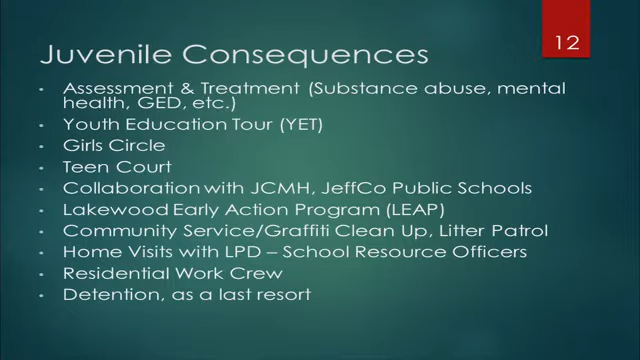 12
Juvenile Consequences
• Assessment & Treatment (Substance abuse, mental
health, GED, etc.)
• Youth Education Tour (YET)
• Girls Circle
• Teen Court
• Collaboration with JCMH, JeffCo Public Schools
• Lakewood Early Action Program (LEAP)
• Community Service/Graffiti Clean Up, Litter Patrol
• Home Visits with LPD – School Resource Officers
• Residential Work Crew
• Detention, as a last resort